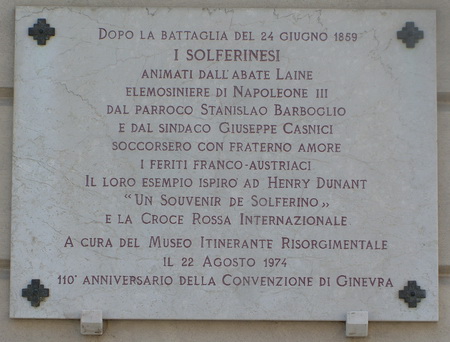 Dopo la battaglia del 24 giugno 1859
I SOLFERINESI
animati dall'abate Laine
elemosiniere di Napoleone III
dal parroco Stanislao Barboglio
e dal sindaco Giuseppe Casnici
soccorsero con fraterno amore
i feriti franco-austriaci
Il loro esempio ispirò ad Henry Dunant
"Un Souvenir de Solferino"
e la Croce Rossa Internazionale
A cura del Museo Itinerante Risorgimentale
il 22 Agosto 1974
110° anniversario della Convenzione di Ginevra